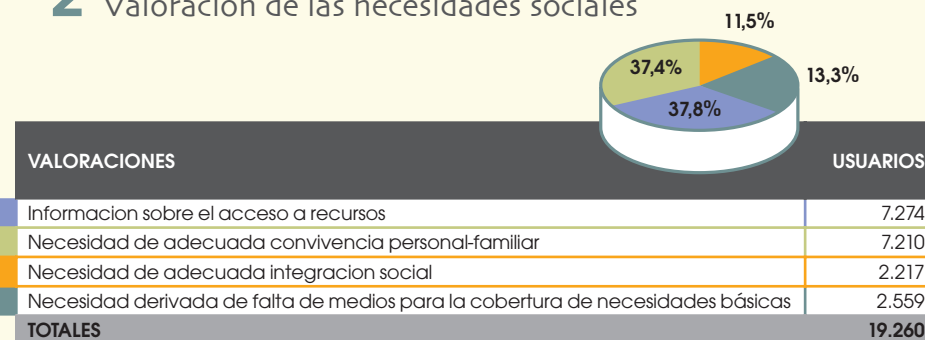 2 Valoración de las necesidades sociales
11,5%
37,4%
13,3%
37,8%
VALORACIONES USUARIOS
Informacion sobre el acceso a recursos 7.274
Necesidad de adecuada convivencia personal-familiar 7.210
Necesidad de adecuada integracion social 2.217
Necesidad derivada de falta de medios para la cobertura de necesidades básicas 2.559
TOTALES 19.260